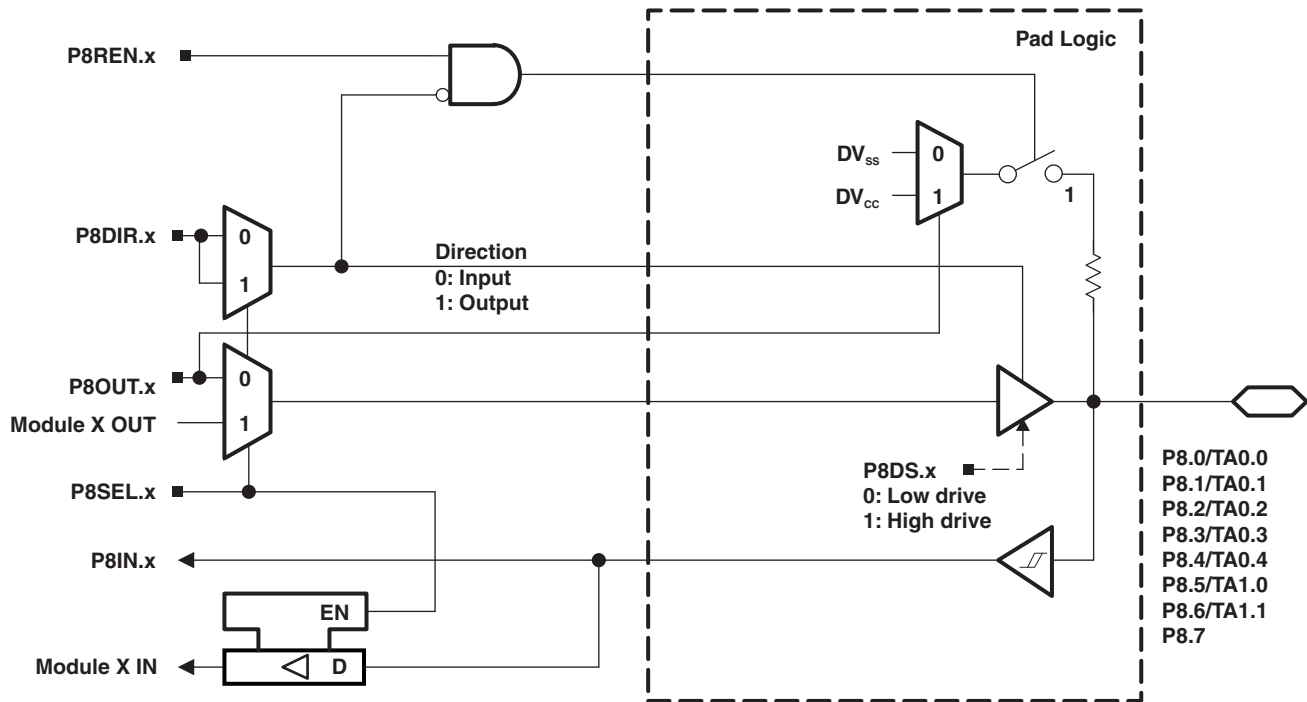 Pad Logic
P8REN.x
DVss
0
DVcc
1
1
P8DIR.x
0
1
Direction
0: Input
1: Output
P8OUT.x
0
Module X OUT
1
P8SEL.x
P8DS.x
0: Low drive
1: High drive
P8.0/TA0.0
P8.1/TA0.1
P8.2/TA0.2
P8.3/TA0.3
P8.4/TA0.4
P8.5/TA1.0
P8.6/TA1.1
P8.7
P8IN.x
EN
Module X IN
D